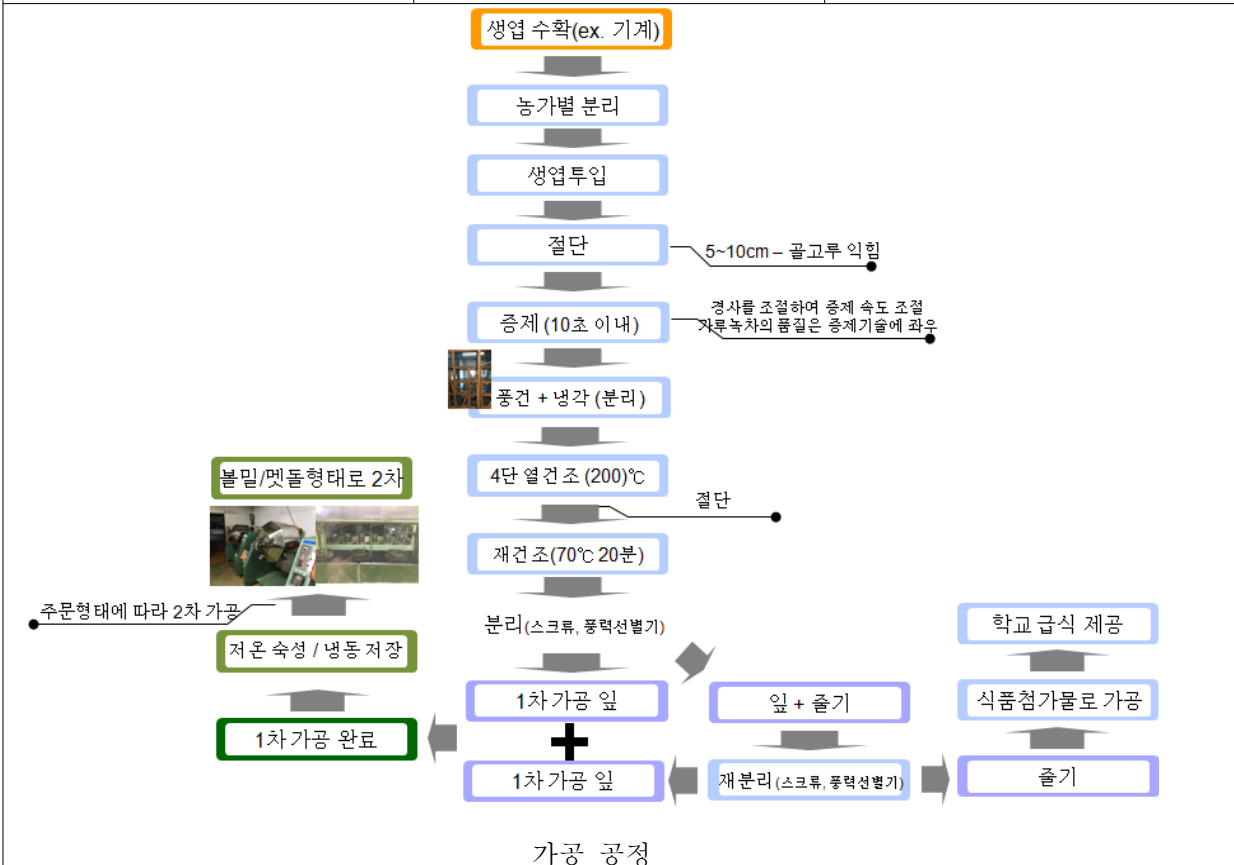 생엽 수확(ex. 기계)
농가별 분리
생엽투입
절단
5~10cm – 골고루 익힘
증제 (10초 이내)
경사를 조절하여 증제 속도 조절
가루녹차의 품질은 증제기술에 좌우
풍건 + 냉각 (분리)
4단 열건조 (200)℃
절단
재건조(70℃ 20분)
분리(스크류, 풍력선별기)
1차 가공 잎
1차 가공 잎
잎 + 줄기
재분리(스크류, 풍력선별기)
줄기
식품첨가물로 가공
학교 급식 제공
1차 가공 완료
저온 숙성 / 냉동 저장
주문형태에 따라 2차 가공
볼밀/멧돌형태로 2차
가공 공정